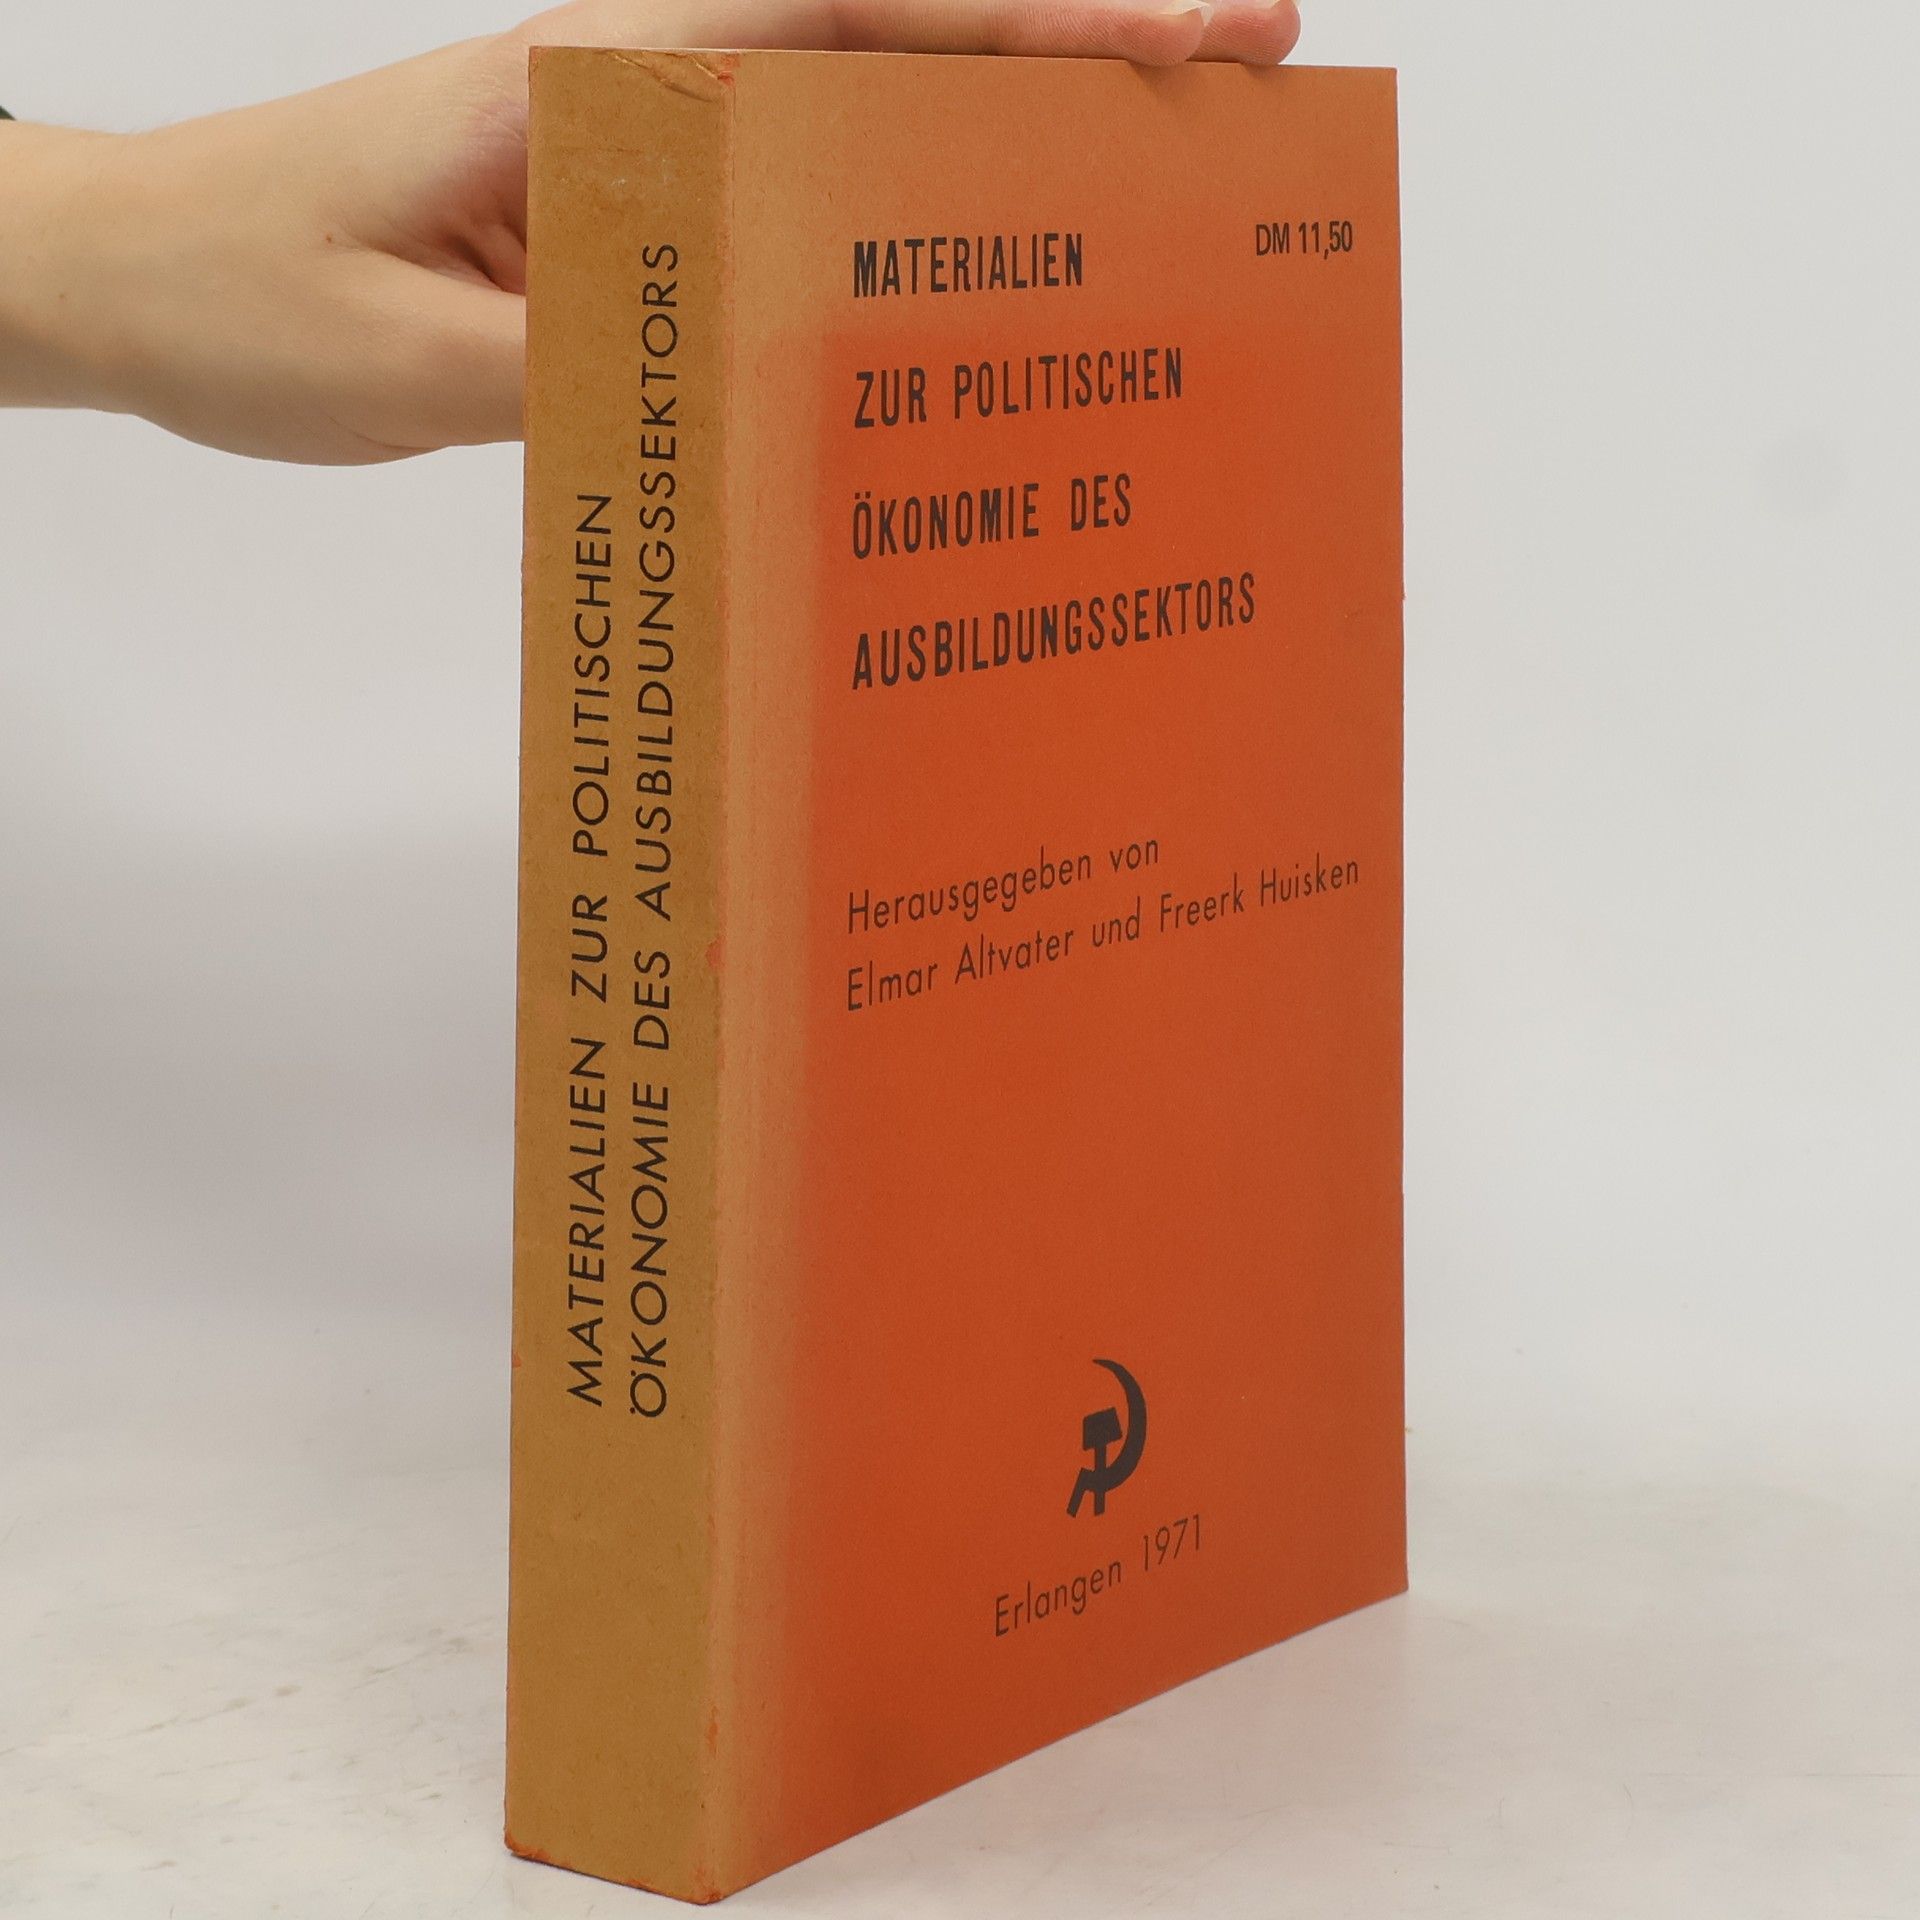 MATERIALIEN ZUR POLITISCHEN
ÖKONOMIE DES AUSBILDUNGSSEKTORS
MATERIALIEN
DM 11,50
ZUR POLITISCHEN
ÖKONOMIE DES
AUSBILDUNGSSEKTORS
Herausgegeben von
Elmar Altvater und Freerk Huisken
Erlangen 1971